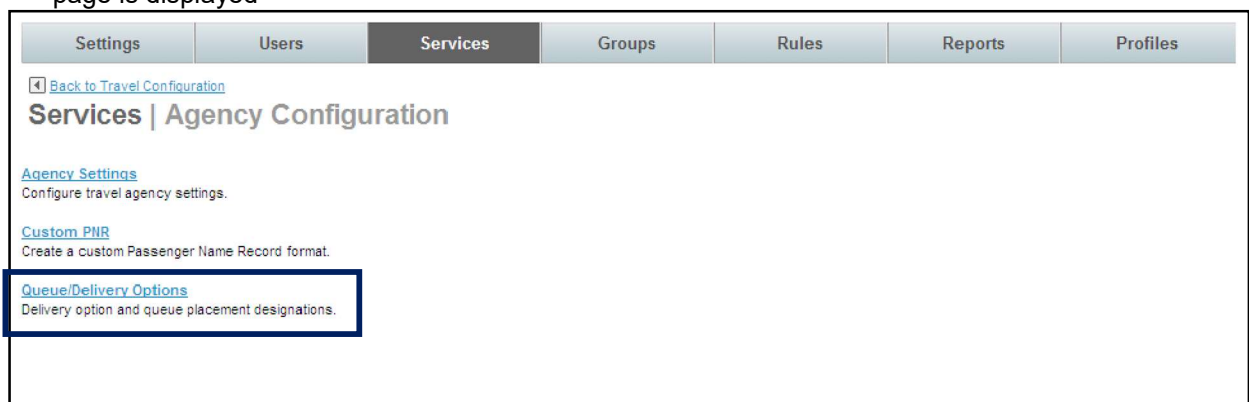 page is displayed
Settings Users Services Groups Rules Reports Profiles
Back to Travel Configuration
Services | Agency Configuration
Agency Settings
Configure travel agency settings.
Custom PNR
Create a custom Passenger Name Record format.
Queue/Delivery Options
Delivery option and queue placement designations.